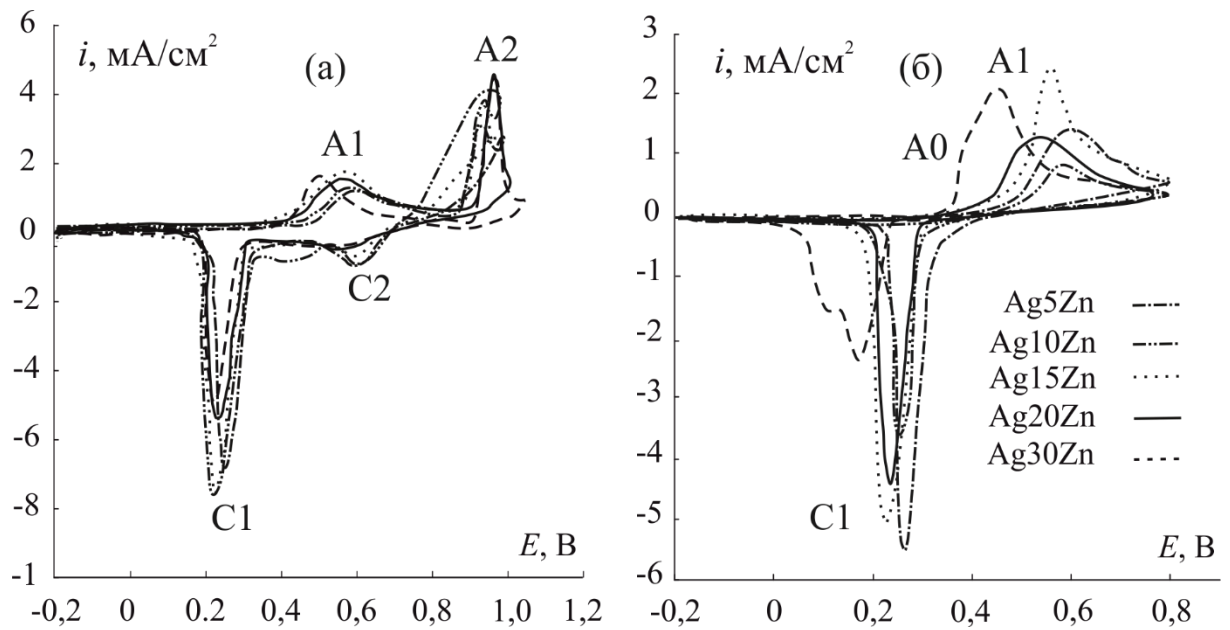 6
4
2
0
-2
-4
-6
-8
-1
-0,2
0
0,2
0,4
0,6
0,8
1,0
1,2
i, мА/см²
(а)
A1
A2
C1
C2
E, В
3
2
1
0
-1
-2
-3
-4
-5
-6
-0,2
0
0,2
0,4
0,6
0,8
i, мА/см²
(б)
A0
A1
C1
E, В
Ag5Zn
Ag10Zn
Ag15Zn
Ag20Zn
Ag30Zn